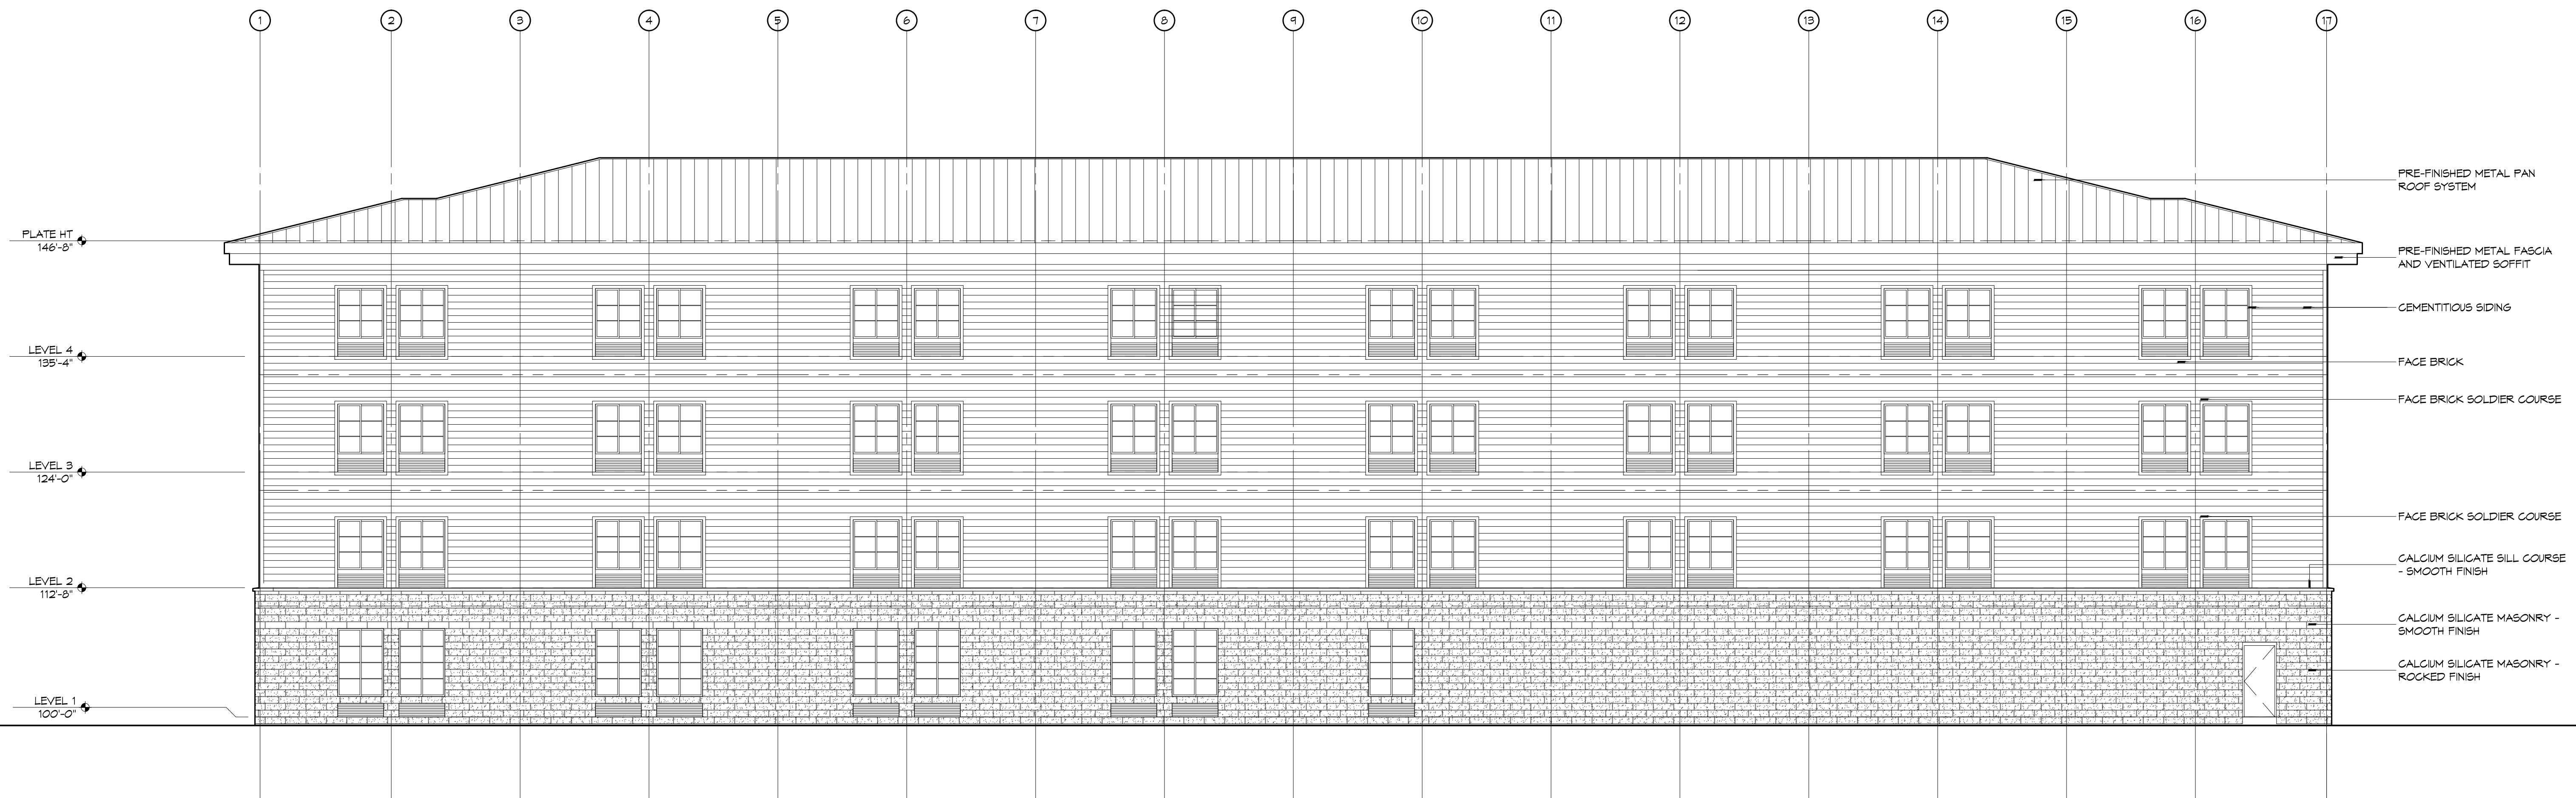 1 2 3 4 5 6 7 8 9 10 11 12 13 14 15 16 17
PRE-FINISHED METAL PAN
ROOF SYSTEM
PLATE HT
146'-8"
PRE-FINISHED METAL FASCIA
AND VENTILATED SOFFIT
CEMENTITIOUS SIDING
LEVEL 4
135'-4"
FACE BRICK
FACE BRICK SOLDIER COURSE
LEVEL 3
124'-0"
FACE BRICK SOLDIER COURSE
CALCIUM SILICATE SILL COURSE
- SMOOTH FINISH
LEVEL 2
112'-8"
CALCIUM SILICATE MASONRY -
SMOOTH FINISH
CALCIUM SILICATE MASONRY -
ROCKED FINISH
LEVEL 1
100'-0"